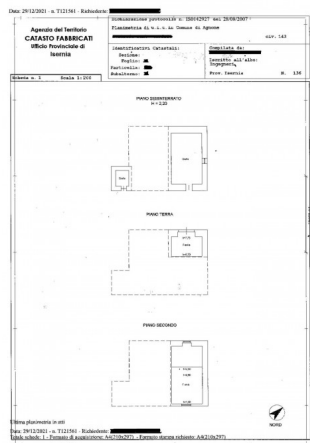 Data: 29/12/2021 - n. T121561 - Richiedente:
Agenzia del Territorio
CATASTO FABBRICATI
Ufficio Provinciale di
Isernia
Dichiarazione protocollo n. IS0062927 del 20/08/2007
Planimetria di u.i.u. in Comune di Agnone
civ. 143
Identificativi Catastali:
Sezione:
Foglio:
Particella:
Subalterno:
Compilata da:
Iscritto all'albo:
Ingegneri
Prov. Isernia
N. 136
Scheda n. 1 Scala 1:200
PIANO SEMINTERRATO
H = 2,20
PIANO TERRA
PIANO SECONDO
NORD
Ultima planimetria in atti
Data: 29/12/2021 - n. T121561 - Richiedente:
Totale schede: 1 - Formato di acquisizione: A4(210x297) - Formato stampa richiesto: A4(210x297)